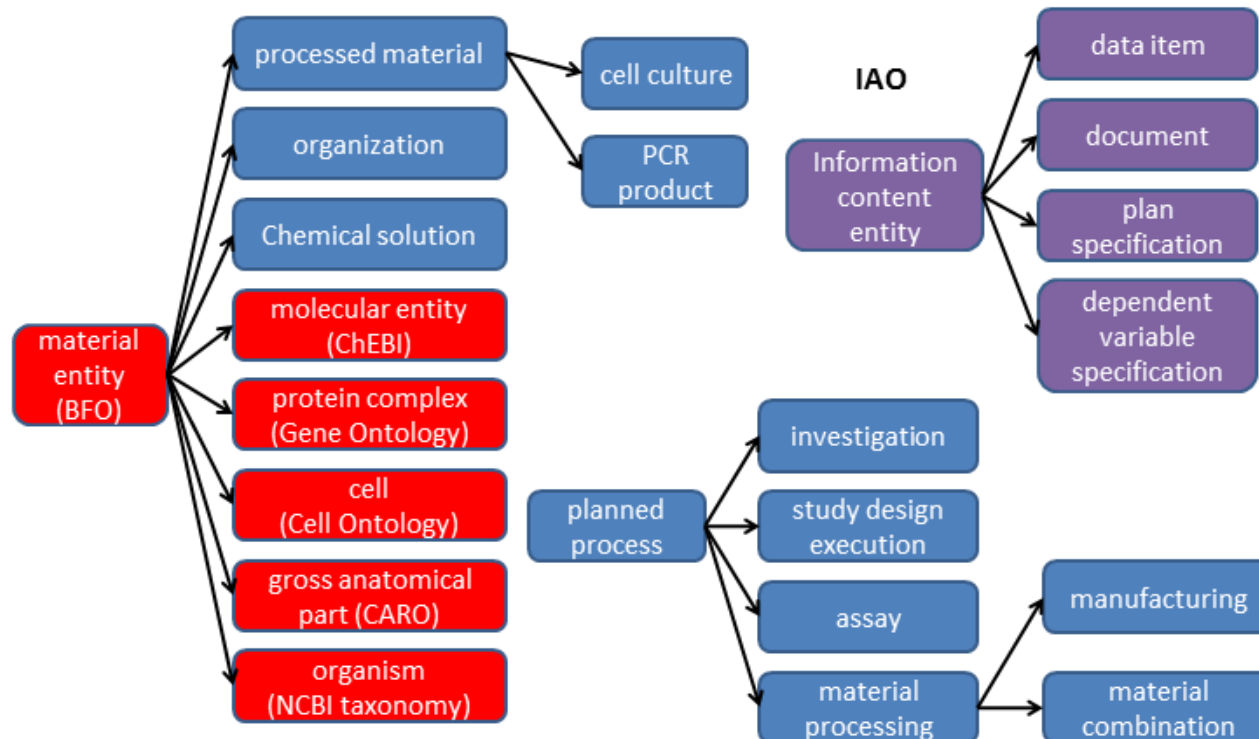 processed material
organization
Chemical solution
material
entity
(BFO)
molecular entity
(ChEBI)
protein complex
(Gene Ontology)
cell
(Cell Ontology)
gross anatomical
part (CARO)
organism
(NCBI taxonomy)
cell culture
PCR
product
IAO
Information
content
entity
data item
document
plan
specification
dependent
variable
specification
planned
process
investigation
study design
execution
assay
material
processing
manufacturing
material
combination